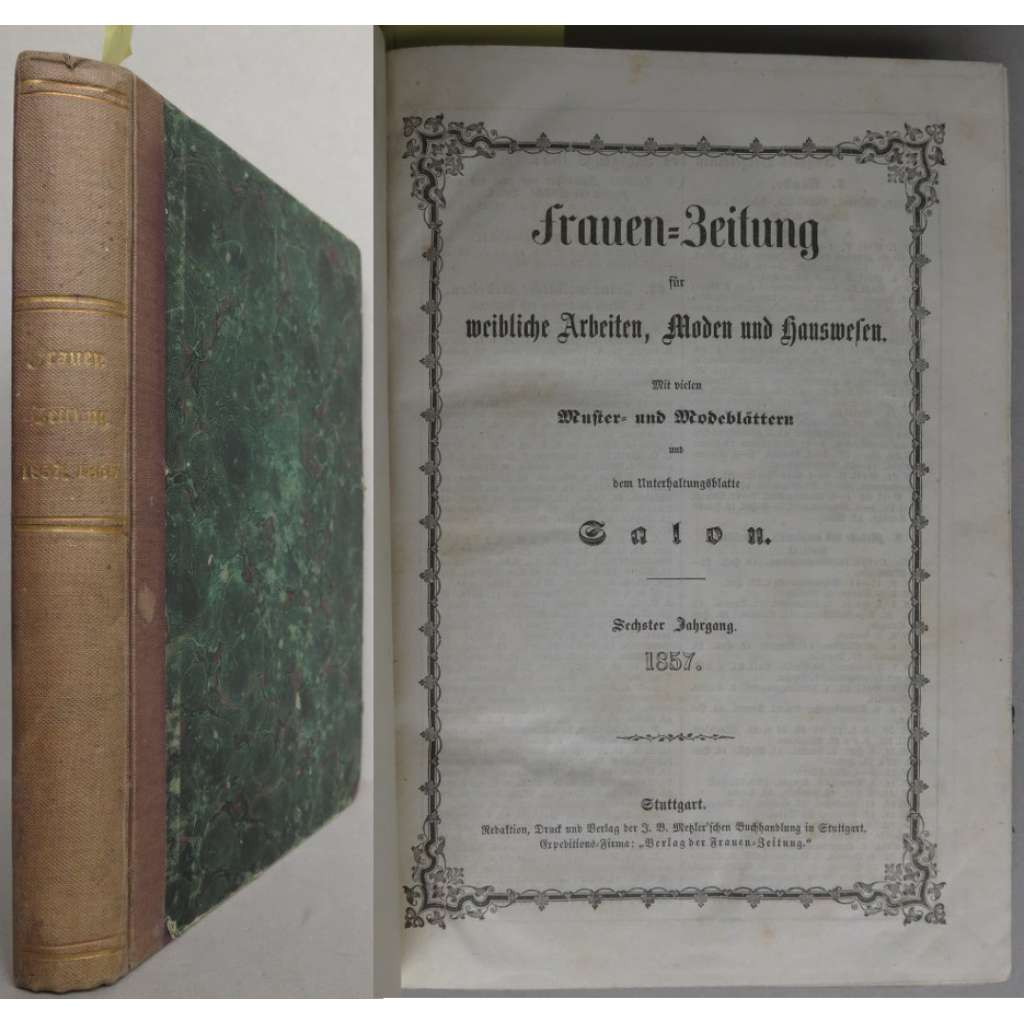 Frauen
Zeitung
1857.
Frauen-Zeitung
für
weibliche Arbeiten, Moden und Hauswesen.
Mit vielen
Muster- und Modeblättern
und
dem Unterhaltungsblatte
Salon.
Sechster Jahrgang.
1857.
Stuttgart.
Redaktion, Druck und Verlag der J. B. Metzler'schen Buchhandlung in Stuttgart.
Expeditions-Firma: „Verlag der Frauen-Zeitung."